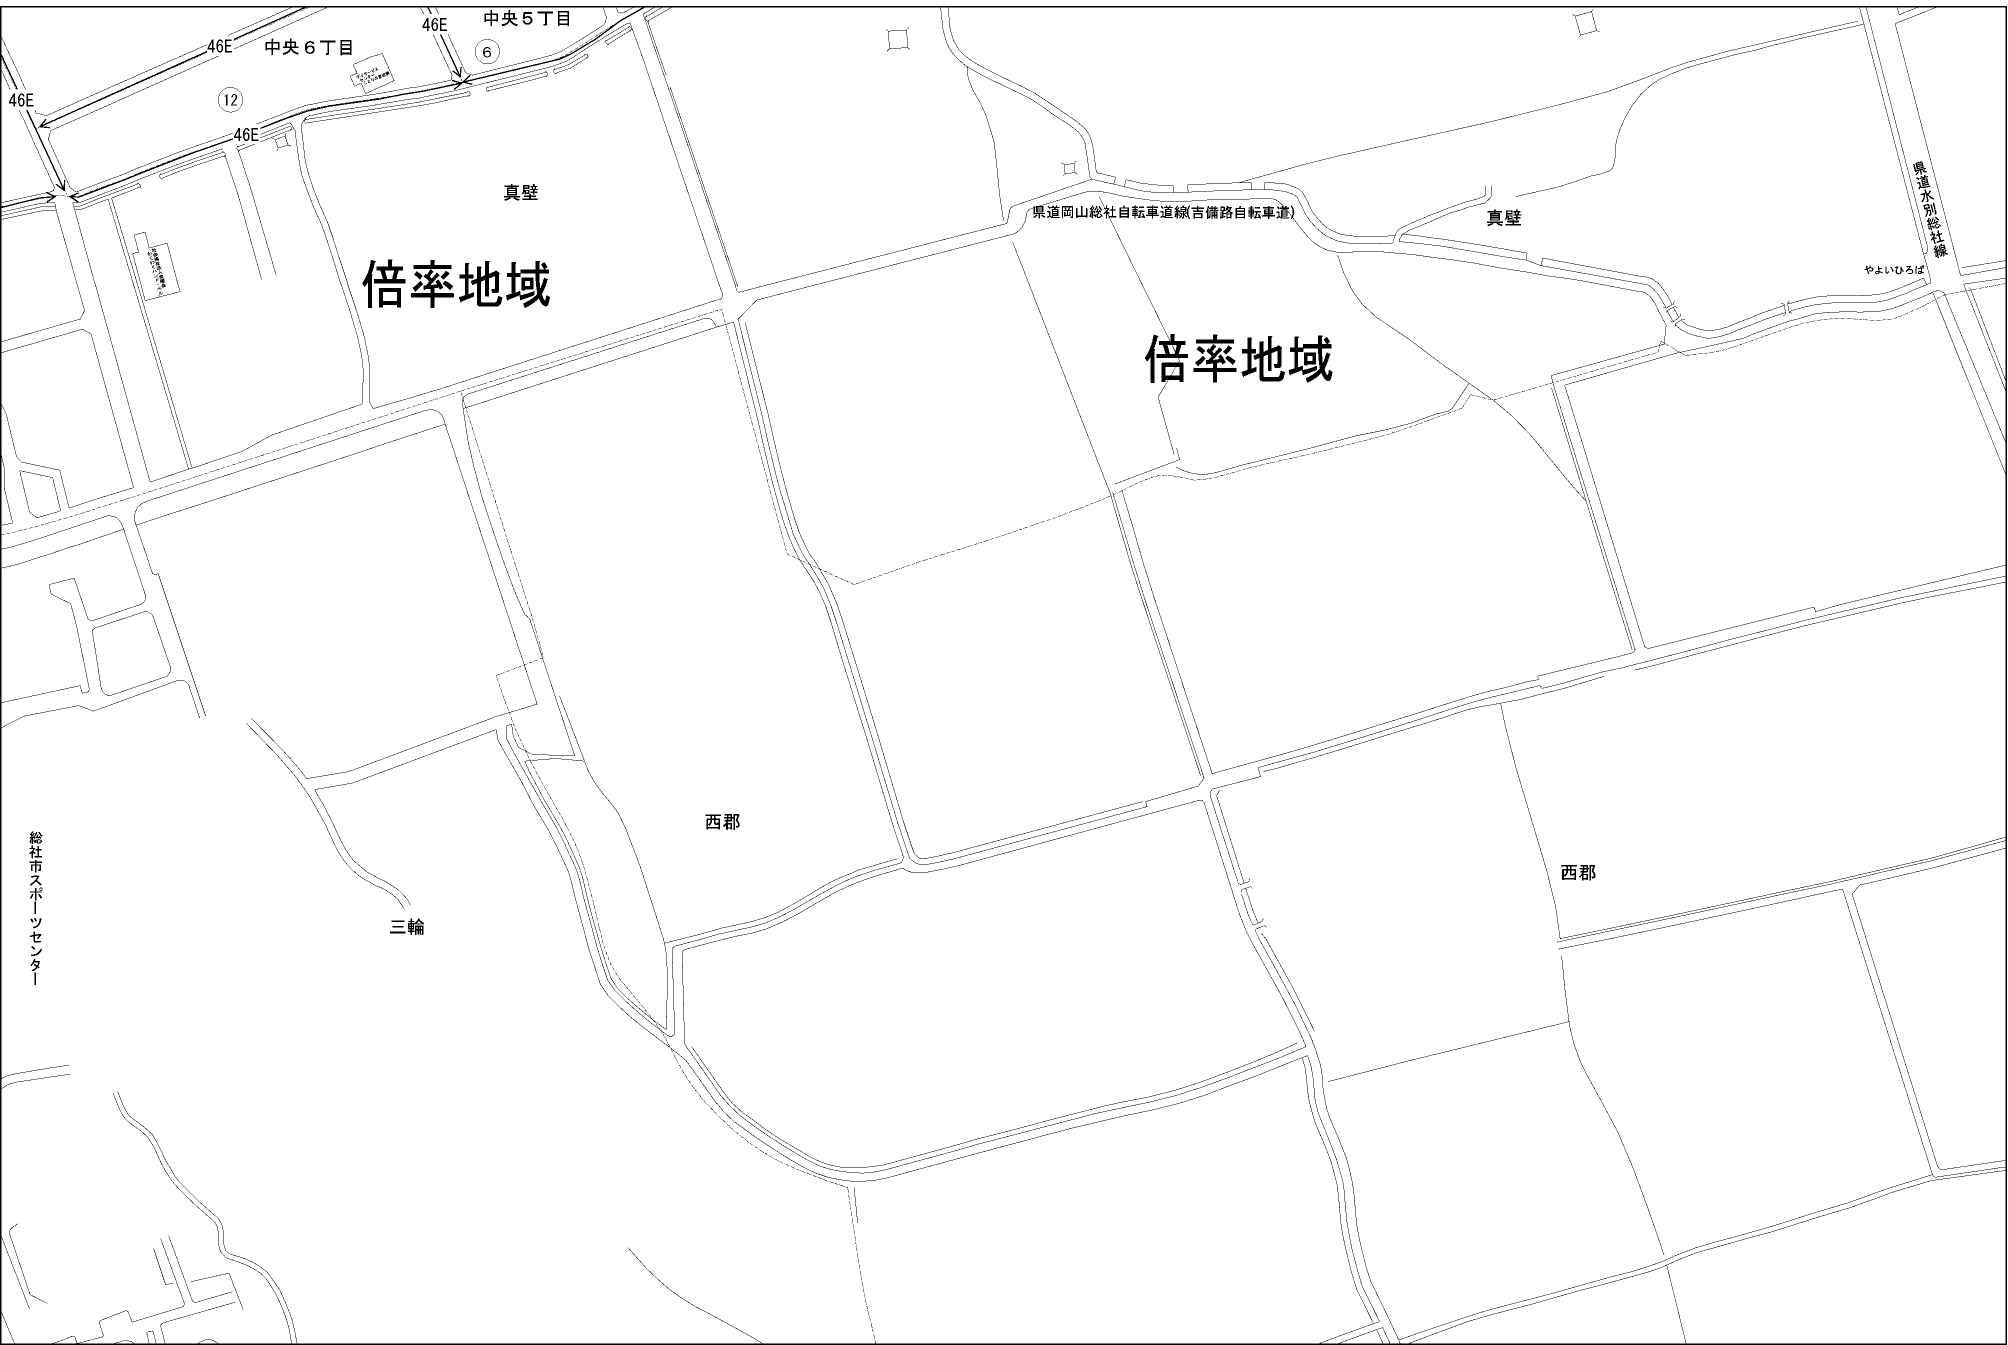 中央５丁目
46E
46E
中央６丁目
6
46E
12
46E
真壁
県道岡山総社自転車道線(吉備路自転車道)
真壁
県道水別総社線
やよいひろば
倍率地域
倍率地域
西郡
西郡
三輪
総社市スポーツセンター